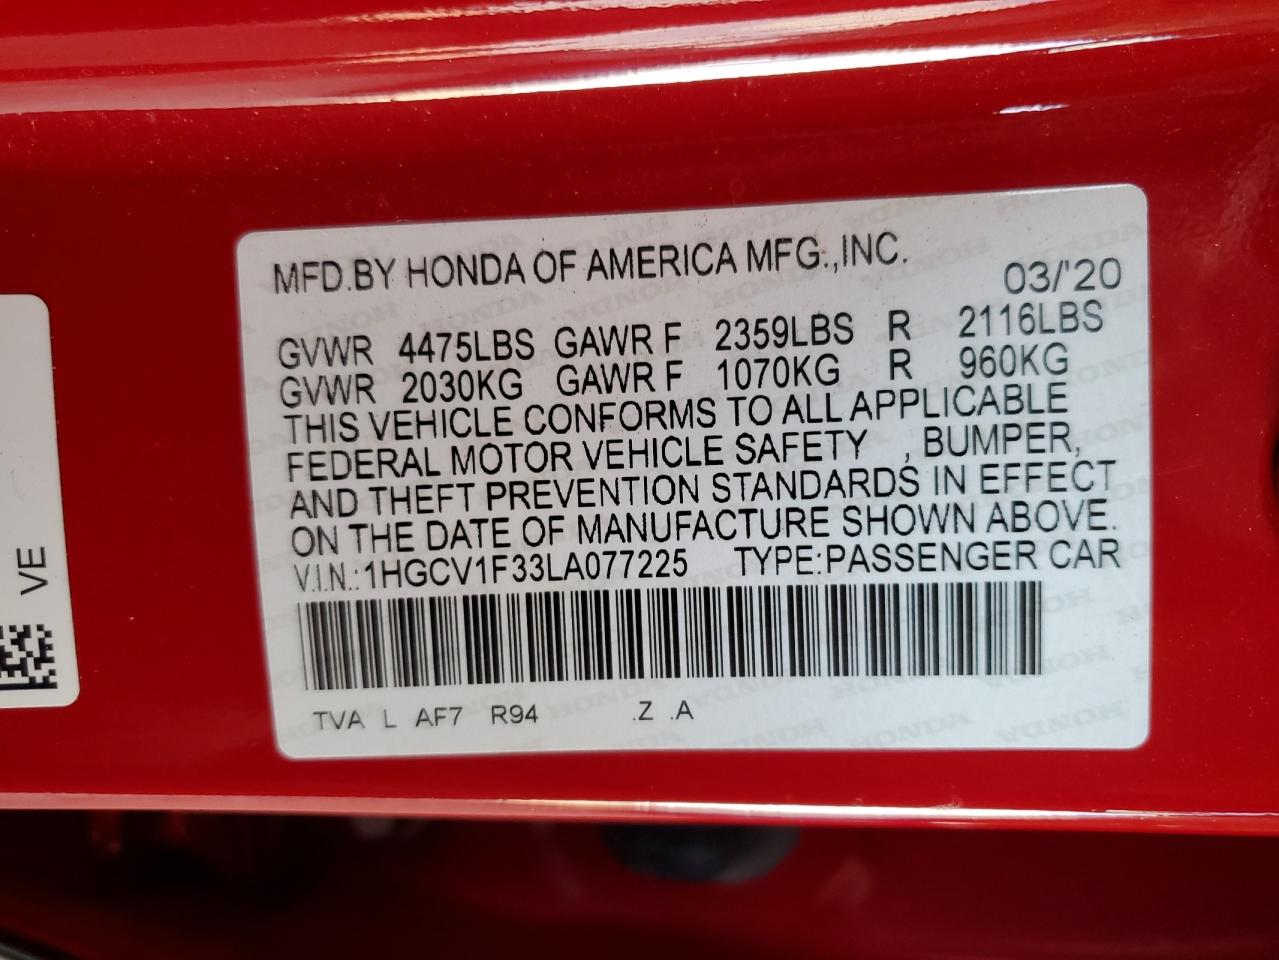 MFD.BY HONDA OF AMERICA MFG.,INC.
03/'20
GVWR 4475LBS GAWR F 2359LBS R 2116LBS
GVWR 2030KG GAWR F 1070KG R 960KG
THIS VEHICLE CONFORMS TO ALL APPLICABLE
FEDERAL MOTOR VEHICLE SAFETY , BUMPER,
AND THEFT PREVENTION STANDARDS IN EFFECT
ON THE DATE OF MANUFACTURE SHOWN ABOVE.
V.I.N.:1HGCV1F33LA077225 TYPE:PASSENGER CAR
TVA L AF7 R94 .Z .A
VE